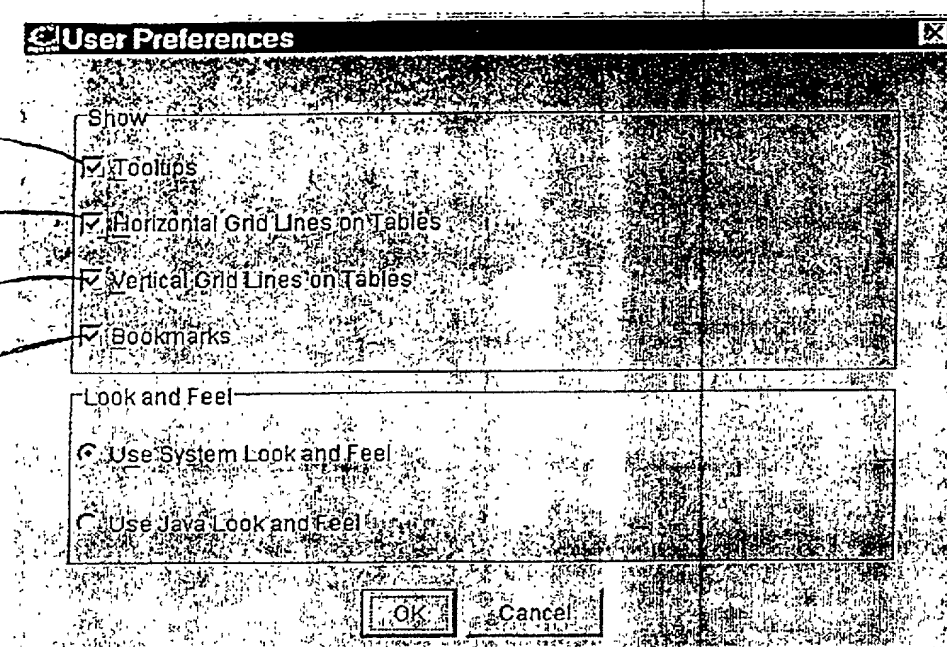 User Preferences
Show
Tooltips
Horizontal Grid Lines on Tables
Vertical Grid Lines on Tables
Bookmarks
Look and Feel
Use System Look and Feel
Use Java Look and Feel
OK Cancel